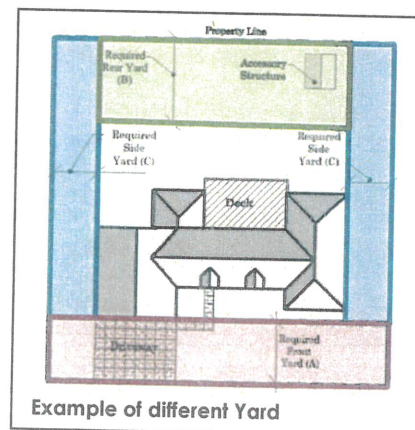 Property Line
Required
Rear Yard
(B)
Accessory
Structure
Required
Side
Yard (C)
Required
Side
Yard (C)
Deck
Driveway
Required
Front
Yard (A)
Example of different Yard